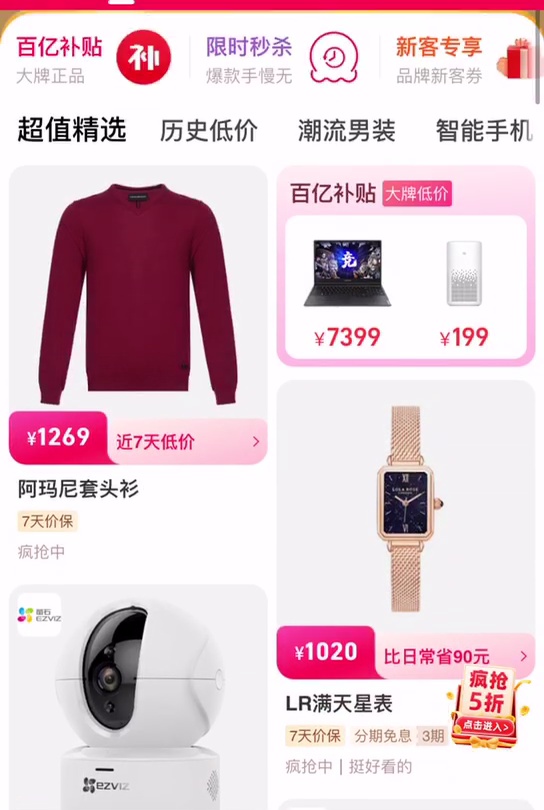 百亿补贴
大牌正品
补
限时秒杀
爆款手慢无
新客专享
品牌新客券
超值精选
历史低价
潮流男装
智能手机
¥1269
近7天低价 >
阿玛尼套头衫
7天价保
疯抢中
萤石
EZVIZ
ezviz
百亿补贴 大牌低价
竞
¥7399
¥199
LOLA ROSE
¥1020
比日常省90元 >
LR满天星表
7天价保 分期免息 3期
疯抢中|挺好看的
疯抢
5折
点击进入>